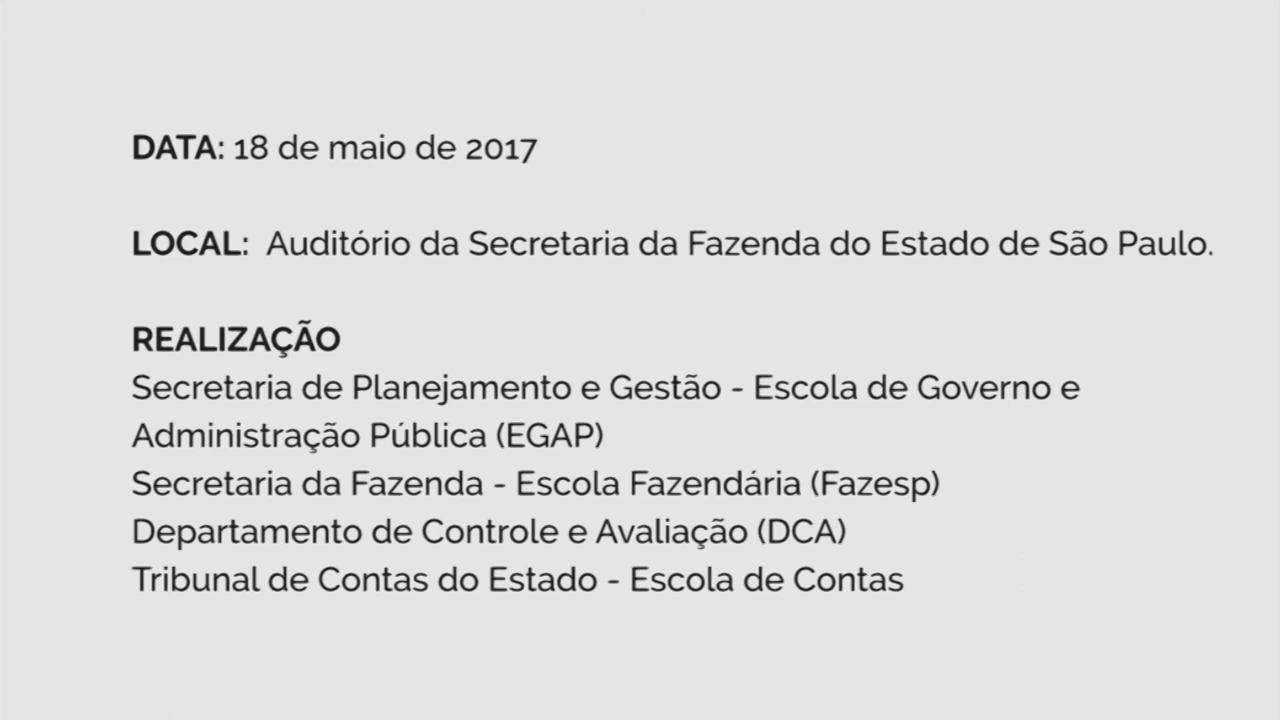 DATA: 18 de maio de 2017
LOCAL: Auditório da Secretaria da Fazenda do Estado de São Paulo.
REALIZAÇÃO
Secretaria de Planejamento e Gestão - Escola de Governo e
Administração Pública (EGAP)
Secretaria da Fazenda - Escola Fazendária (Fazesp)
Departamento de Controle e Avaliação (DCA)
Tribunal de Contas do Estado - Escola de Contas